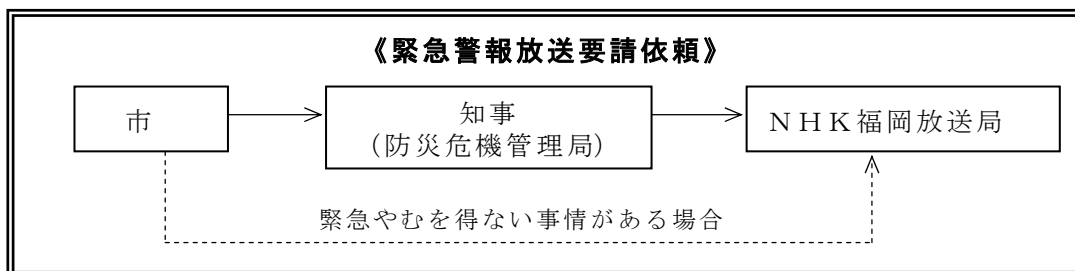 《緊急警報放送要請依頼》
市
知事
(防災危機管理局)
ＮＨＫ福岡放送局
緊急やむを得ない事情がある場合